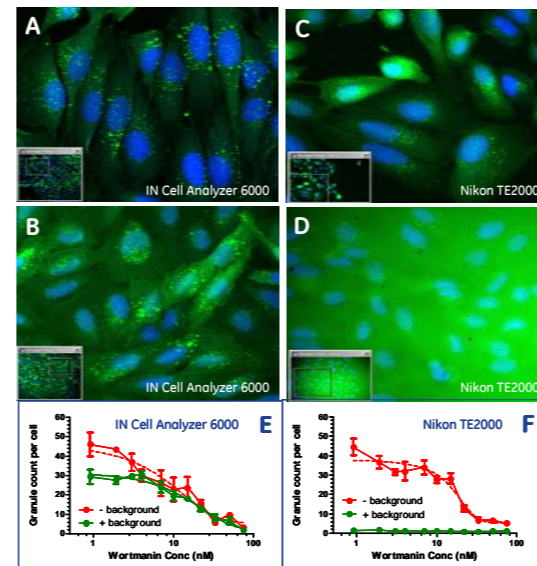 A
IN Cell Analyzer 6000
C
Nikon TE2000
B
IN Cell Analyzer 6000
D
Nikon TE2000
IN Cell Analyzer 6000 E
Granule count per cell
60
50
40
30
20
10
0
- background
+ background
1 10 100
Wortmanin Conc (nM)
Nikon TE2000 F
Granule count per cell
60
50
40
30
20
10
0
- background
+ background
1 10 100
Wortmanin Conc (nM)